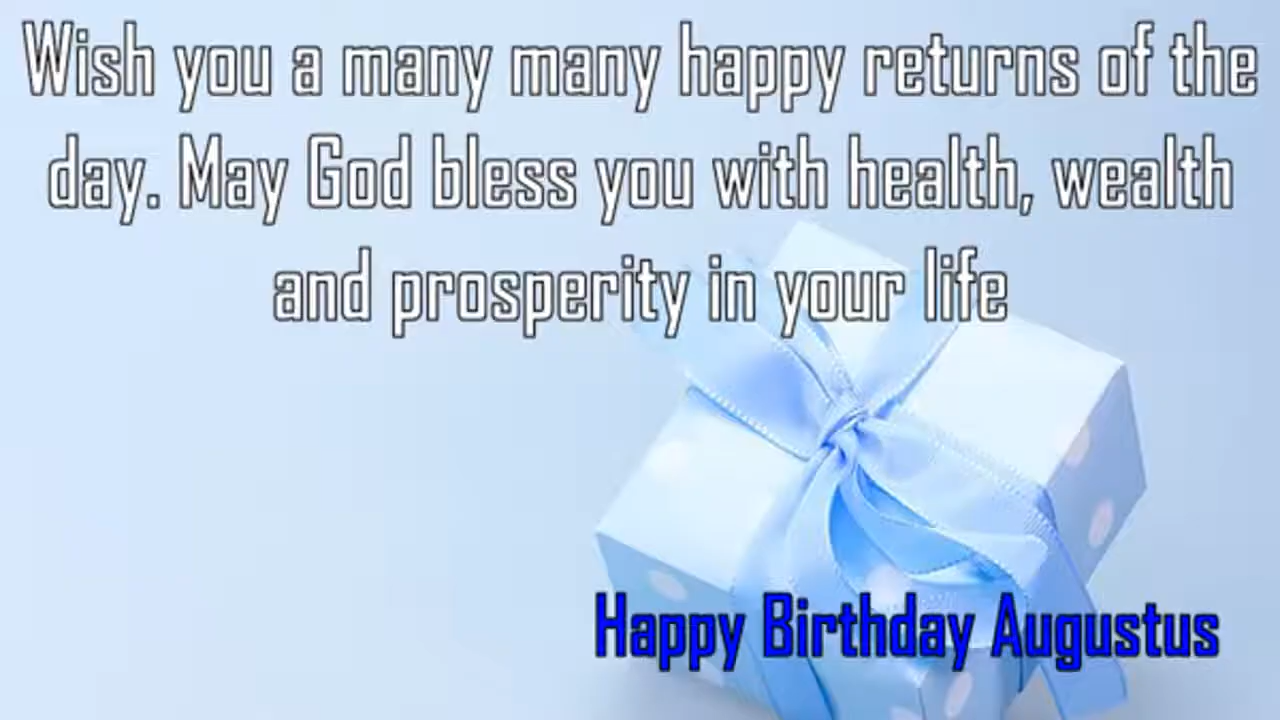 Wish you a many many happy returns of the
day. May God bless you with health, wealth
and prosperity in your life
Happy Birthday Augustus